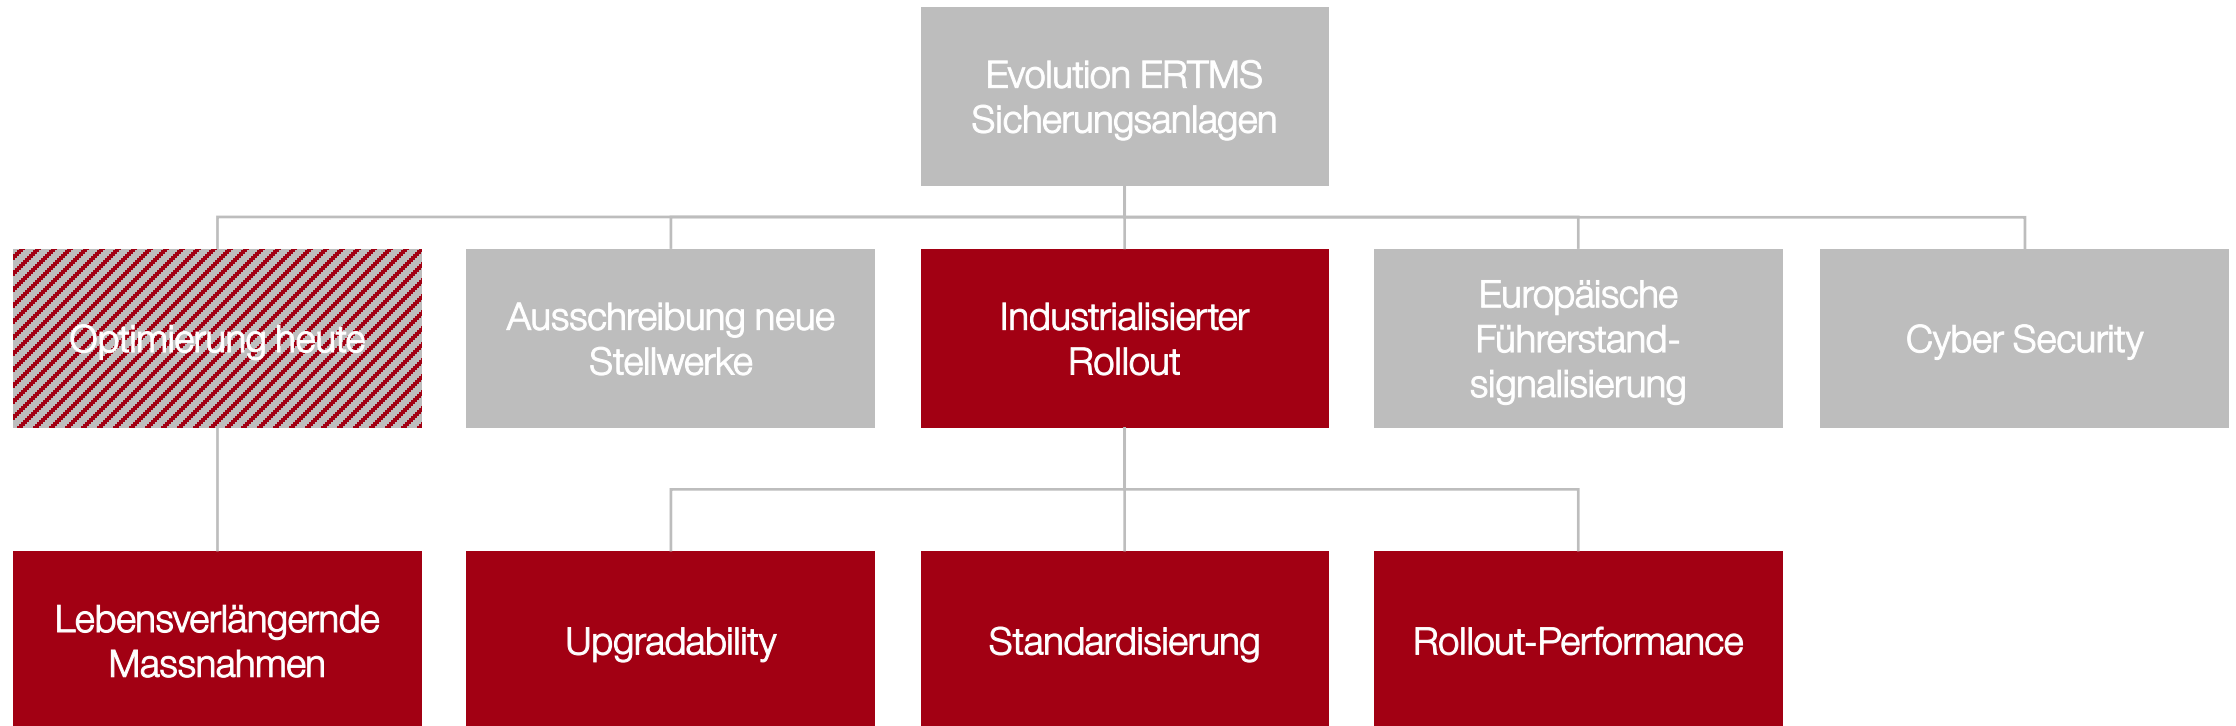 Evolution ERTMS
Sicherungsanlagen
Optimierung heute
Ausschreibung neue
Stellwerke
Industrialisierter
Rollout
Europäische
Führerstand-
signalisierung
Cyber Security
Lebensverlängernde
Massnahmen
Upgradability
Standardisierung
Rollout-Performance